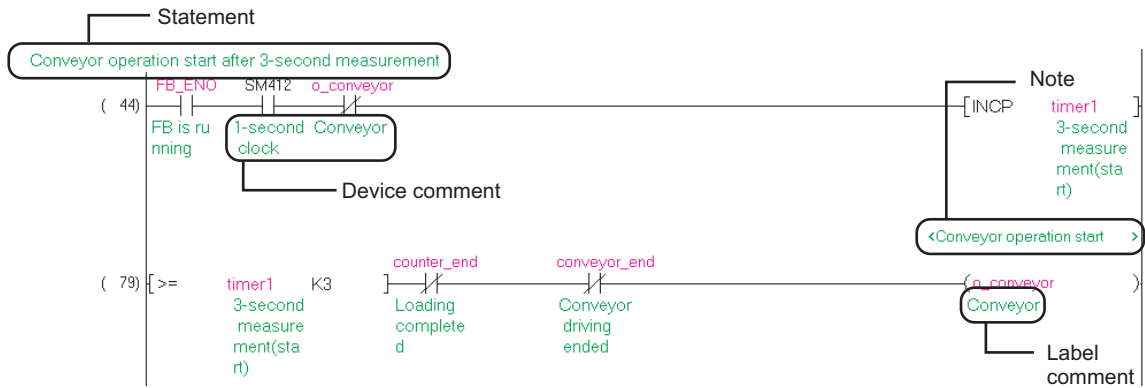 Statement
Conveyor operation start after 3-second measurement
Note
FB_ENO SM412 o_conveyor
( 44) [INCP timer1 ]
FB is ru 1-second Conveyor 3-second
nning clock measure
ment(sta
rt)
Device comment
<Conveyor operation start >
counter_end conveyor_end
( 79) [>= timer1 K3 ] (o_conveyor )
3-second Loading Conveyor Conveyor
measure complete driving
ment(sta d ended
rt)
Label
comment